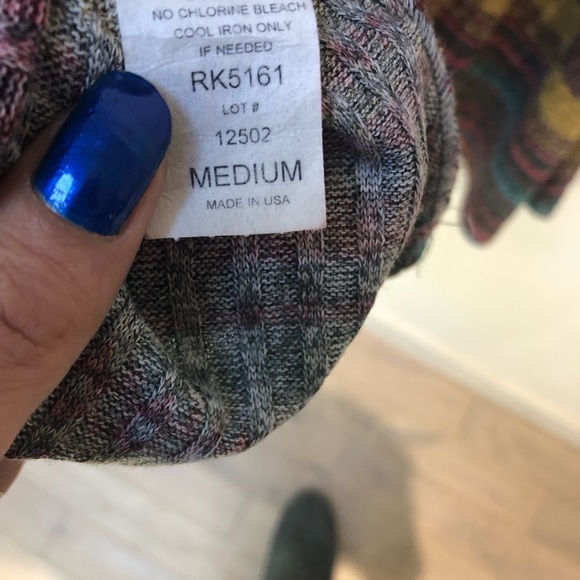 NO CHLORINE BLEACH
COOL IRON ONLY
IF NEEDED
RK5161
LOT #
12502
MEDIUM
MADE IN USA